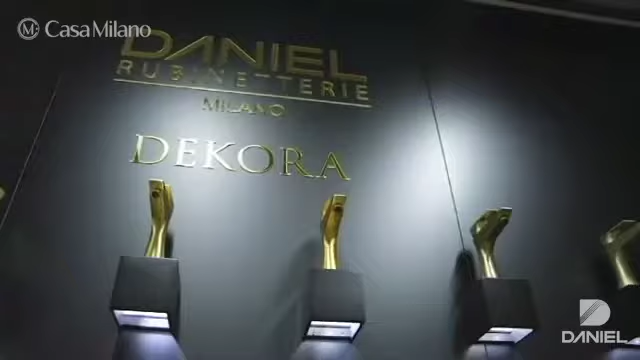 CasaMilano
DANIEL
RUBINETTERIE
MILANO
DEKORA
DANIEL